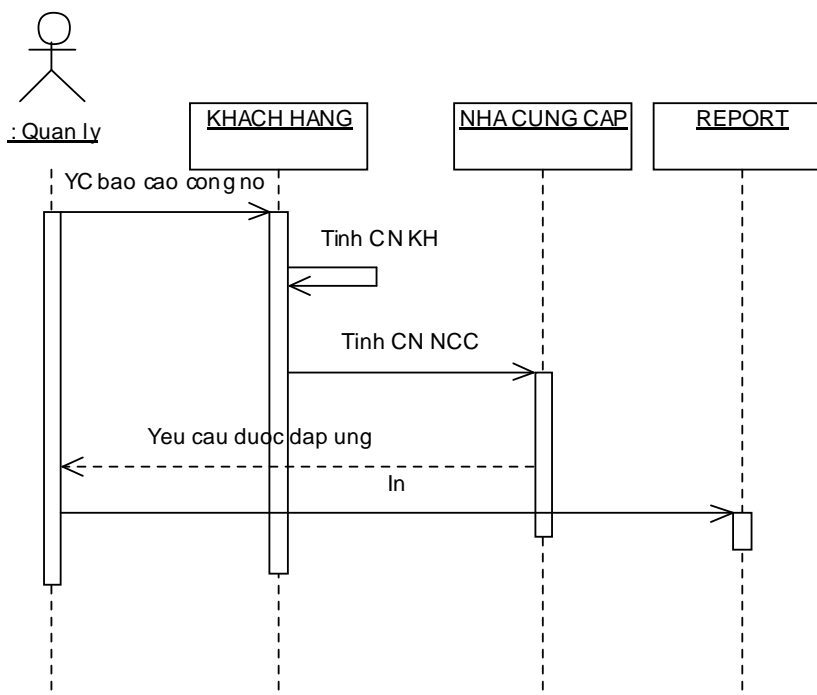 : Quan ly
KHACH HANG
NHA CUNG CAP
REPORT
YC bao cao cong no
Tinh CN KH
Tinh CN NCC
Yeu cau duoc dap ung
In